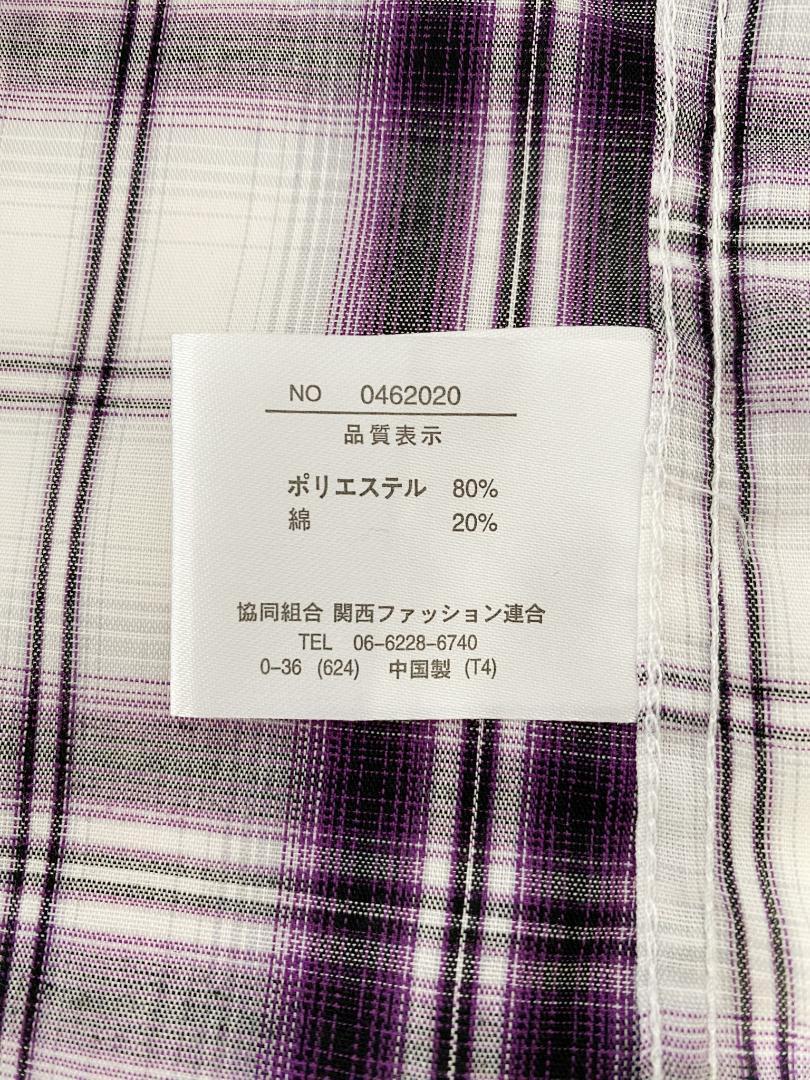 NO 0462020
品質表示
ポリエステル 80%
綿 20%
協同組合 関西ファッション連合
TEL 06-6228-6740
0-36 (624) 中国製 (T4)